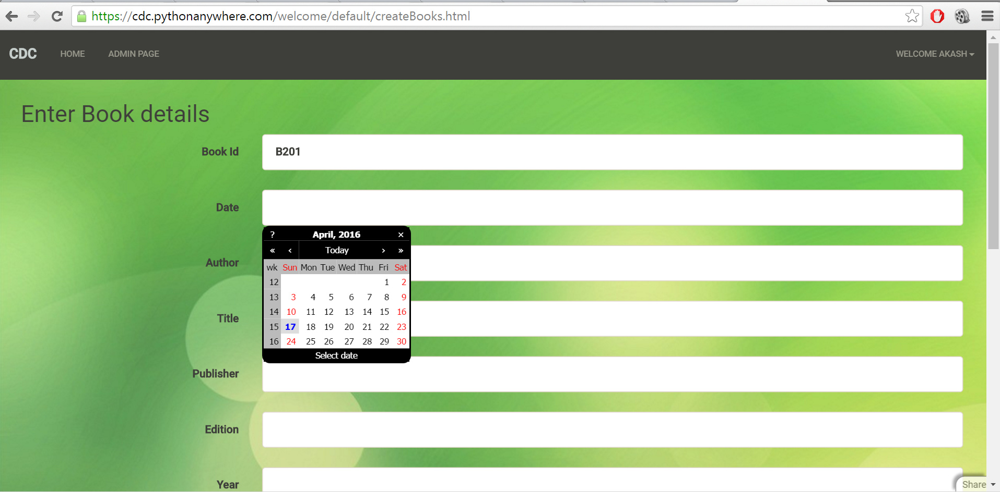 https://cdc.pythonanywhere.com/welcome/default/createBooks.html
CDC HOME ADMIN PAGE WELCOME AKASH
Enter Book details
Book Id B201
Date
? April, 2016 ×
« ‹ Today › »
wk Sun Mon Tue Wed Thu Fri Sat
12 1 2
13 3 4 5 6 7 8 9
14 10 11 12 13 14 15 16
15 17 18 19 20 21 22 23
16 24 25 26 27 28 29 30
Select date
Author
Title
Publisher
Edition
Year
Share